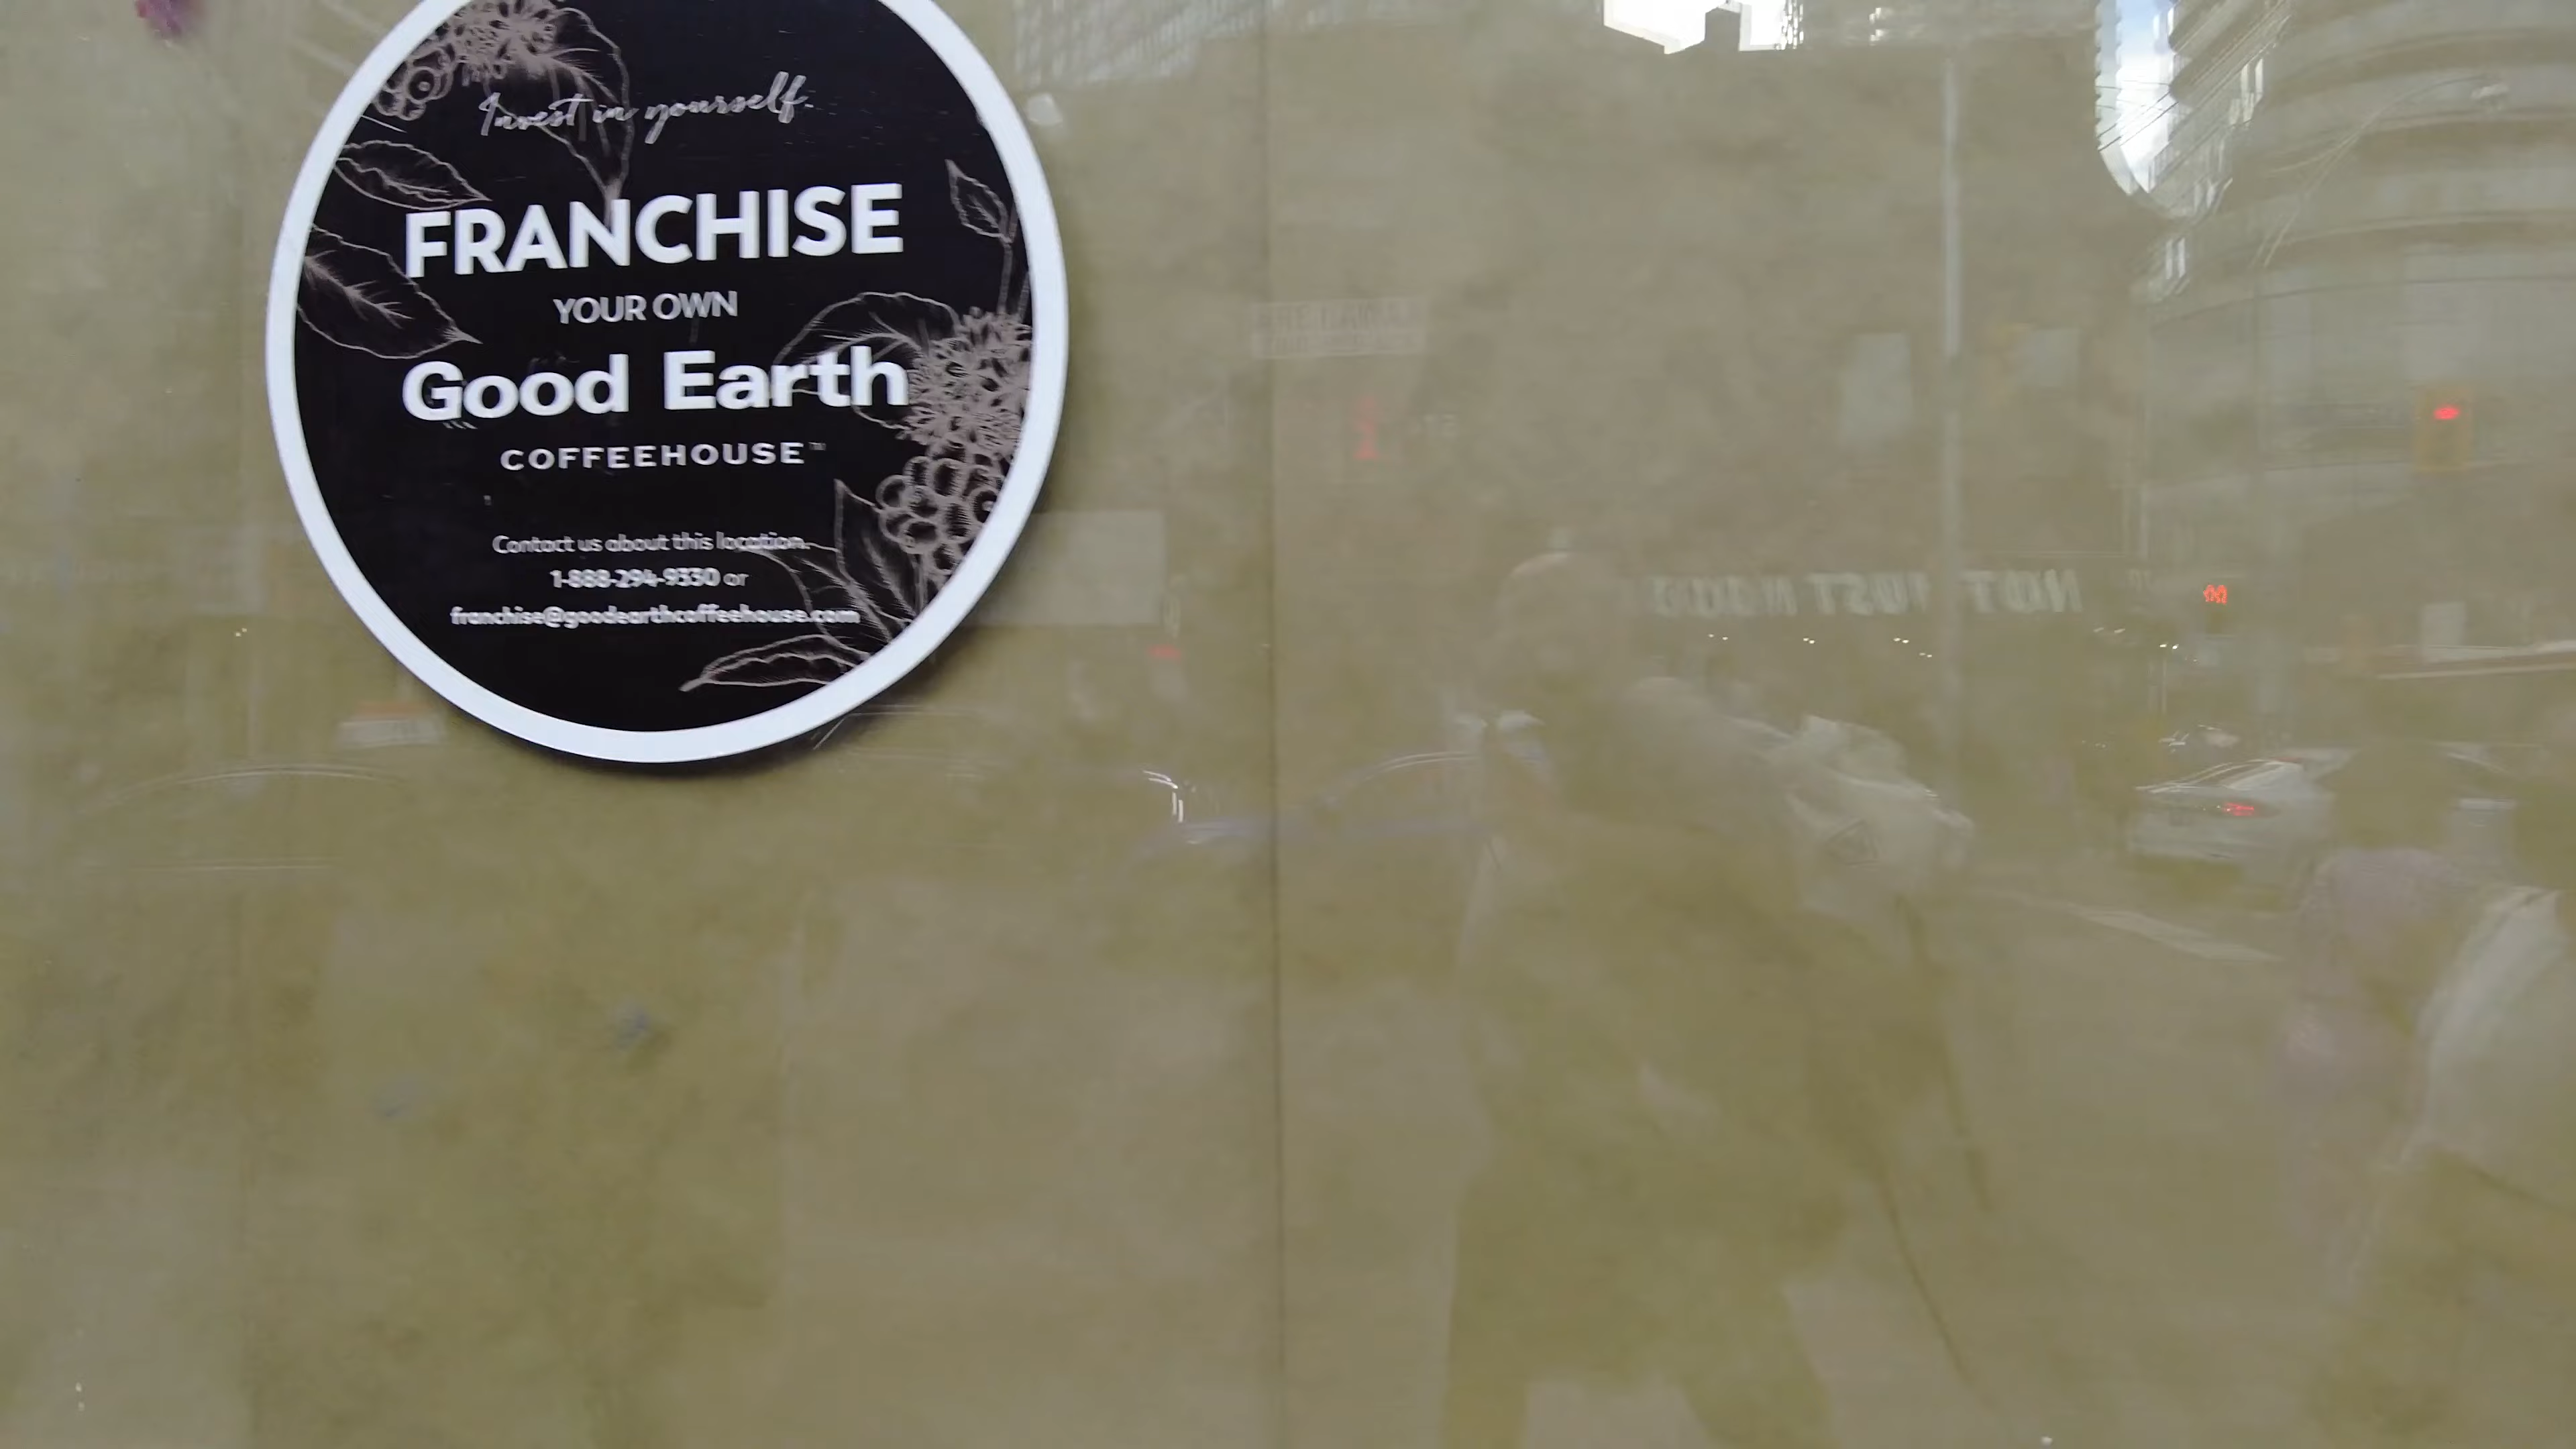 Invest in yourself.
FRANCHISE
YOUR OWN
Good Earth
COFFEEHOUSE™
Contact us about this location.
1-888-294-9330 or
franchise@goodearthcoffeehouse.com